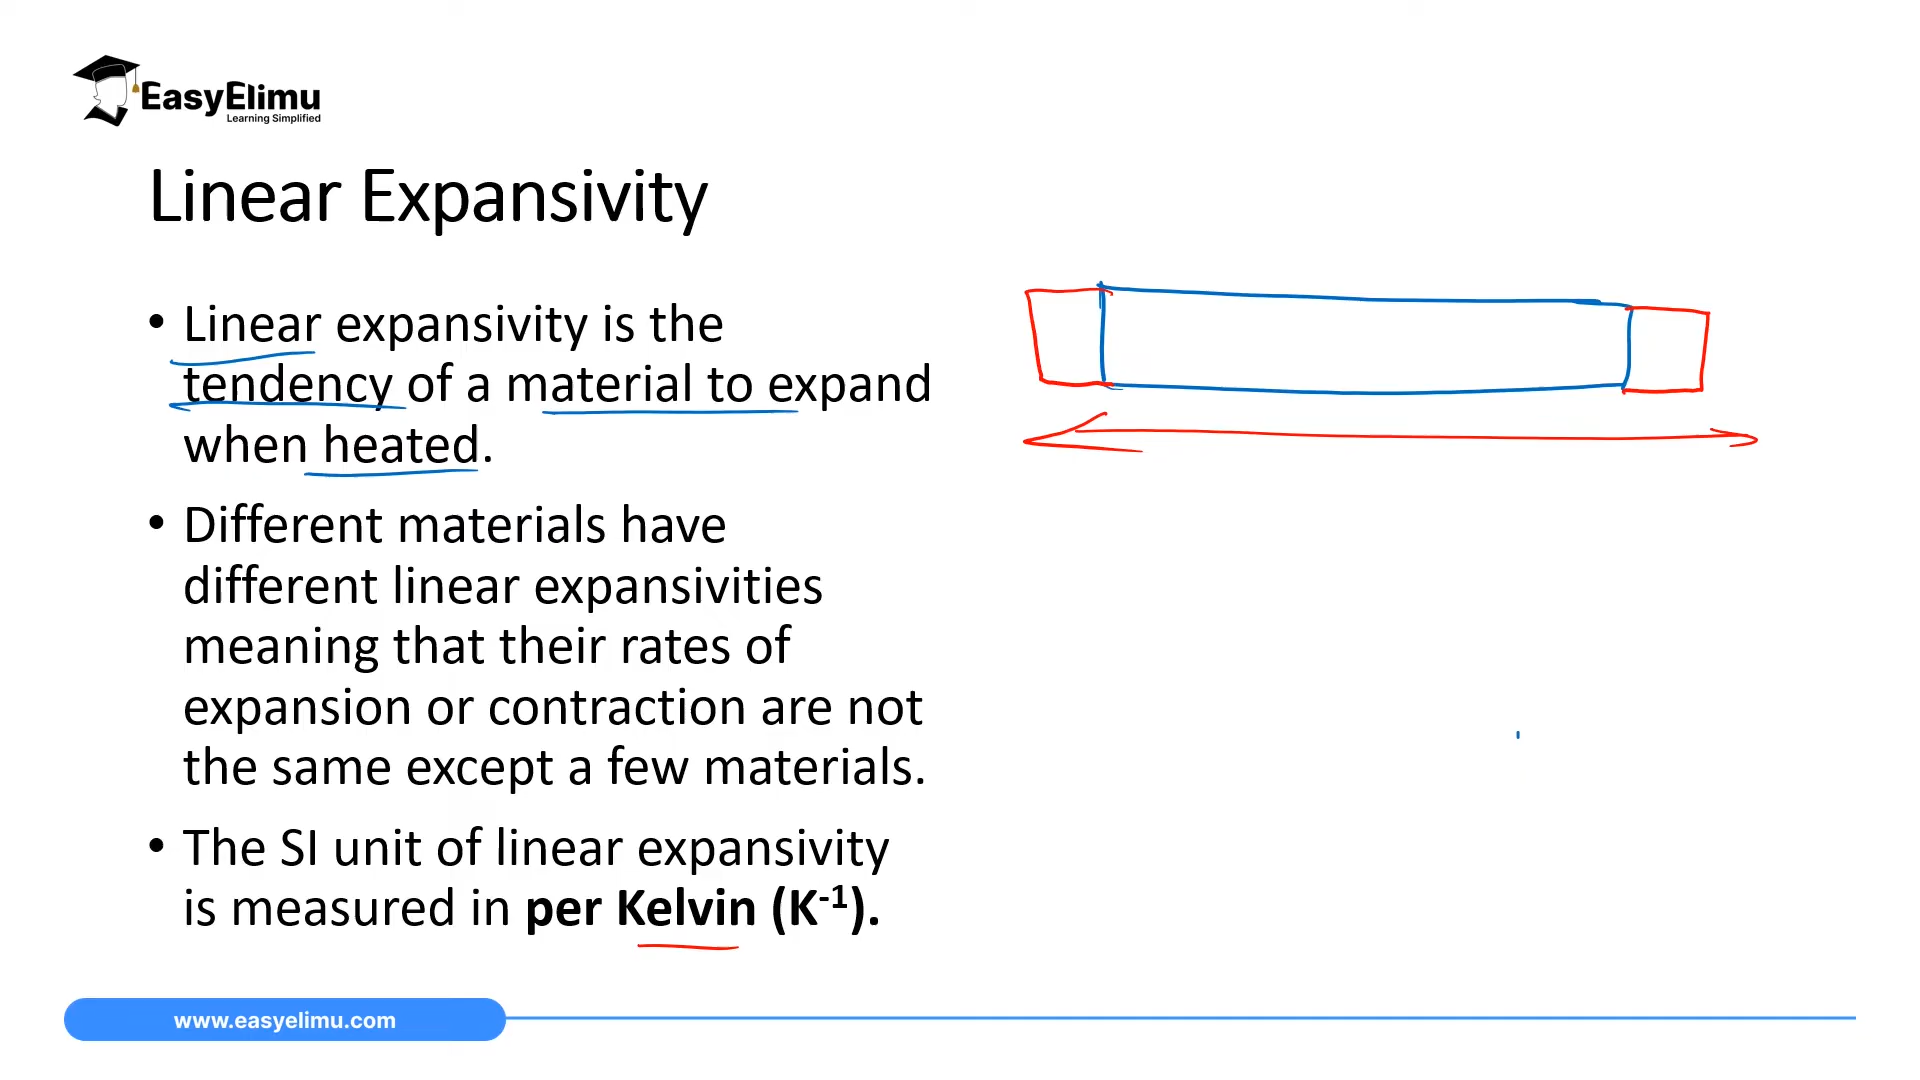 EasyElimu
Learning Simplified
Linear Expansivity
• Linear expansivity is the
tendency of a material to expand
when heated.
• Different materials have
different linear expansivities
meaning that their rates of
expansion or contraction are not
the same except a few materials.
• The SI unit of linear expansivity
is measured in per Kelvin (K⁻¹).
www.easyelimu.com